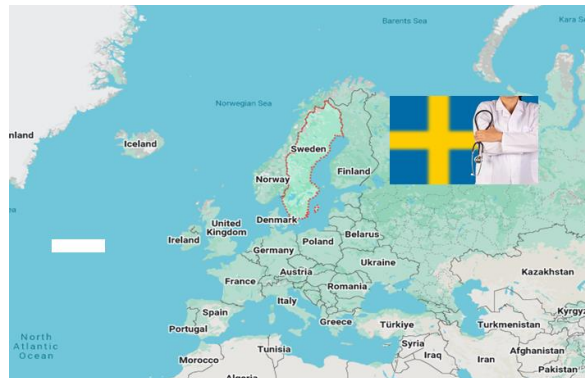 Barents Sea
Kara S
Norwegian Sea
nland
Iceland
Sweden
Norway
Finland
Denmark
United
Kingdom
Ireland
Poland
Belarus
Germany
Ukraine
Austria
France
Romania
Kazakhstan
Italy
Spain
Portugal
Greece
Türkiye
Turkmenistan
Kyrgy
North
Atlantic
Ocean
Tunisia
Syria
Iraq
Iran
Afghanistan
Morocco
Pakistan
Algeria